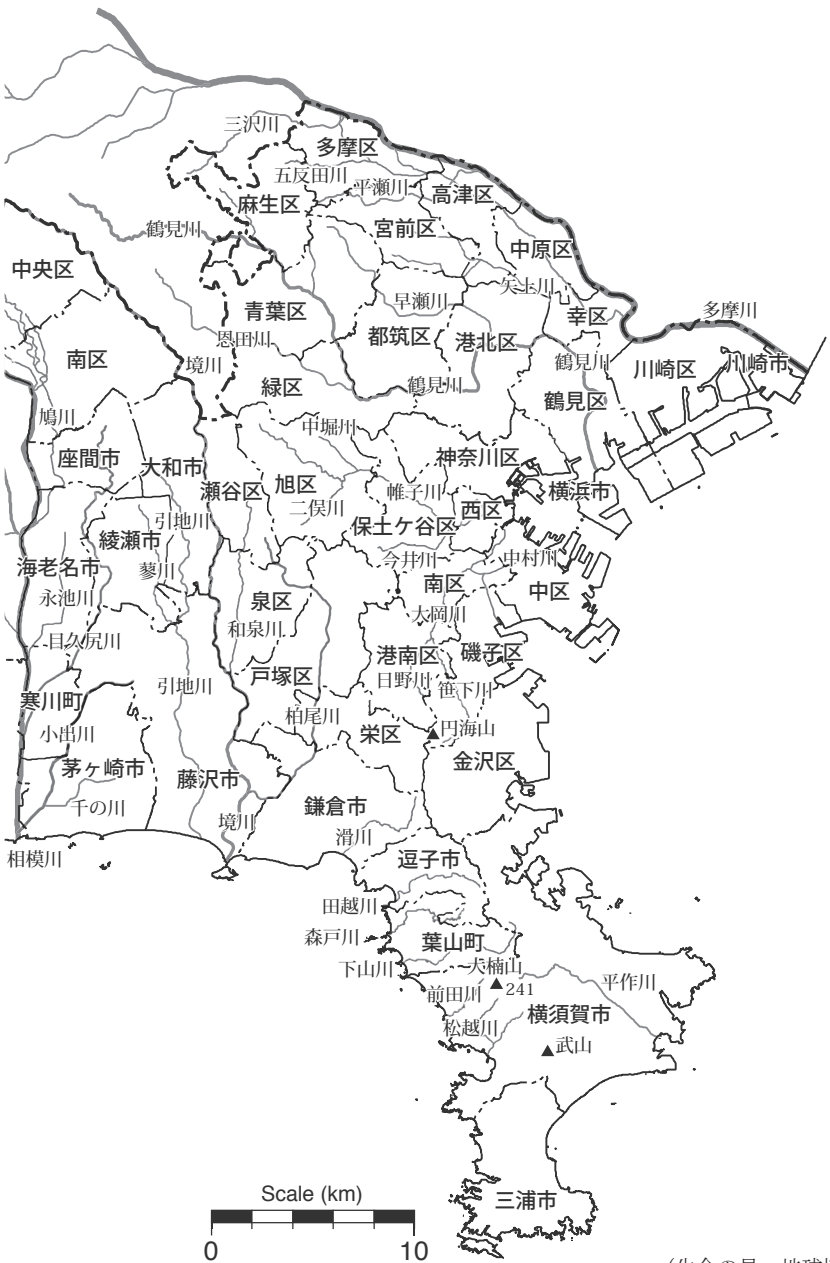 三沢川
多摩区
五反田川
平瀬川
高津区
麻生区
鶴見州
宮前区
中原区
中央区
矢上川
早瀬川
青葉区
幸区
多摩川
恩田川
都筑区
港北区
南区
境川
鶴見川
川崎区
川崎市
緑区
鶴見川
鶴見区
鳩川
中堀州
座間市
大和市
神奈川区
瀬谷区
旭区
帷子川
横浜市
二俣川
西区
引地川
保土ケ谷区
綾瀬市
今井川
中村州
海老名市
蓼川
南区
中区
永池川
泉区
大岡川
目久尻川
和泉川
港南区
磯子区
戸塚区
日野川
引地川
笹下川
寒川町
柏尾川
円海山
小出川
栄区
茅ヶ崎市
藤沢市
金沢区
千の川
鎌倉市
境川
滑川
相模川
逗子市
田越川
森戸川
葉山町
下山川
大楠山
平作川
前田川
241
横須賀市
松越川
武山
三浦市
Scale (km)
0 10